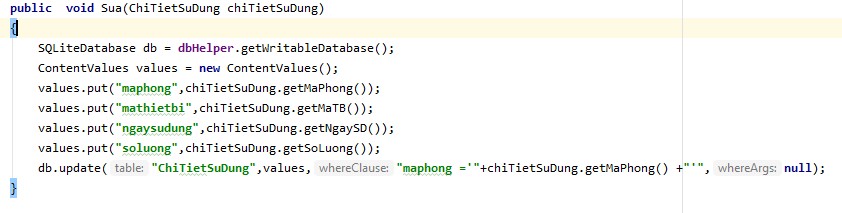 public  void Sua(ChiTietSuDung chiTietSuDung)
{
SQLiteDatabase db = dbHelper.getWritableDatabase();
ContentValues values = new ContentValues();
values.put("maphong",chiTietSuDung.getMaPhong());
values.put("mathietbi",chiTietSuDung.getMaTB());
values.put("ngaysudung",chiTietSuDung.getNgaySD());
values.put("soluong",chiTietSuDung.getSoLuong());
db.update( table: "ChiTietSuDung",values, whereClause: "maphong ='"+chiTietSuDung.getMaPhong() +"'", whereArgs: null);
}